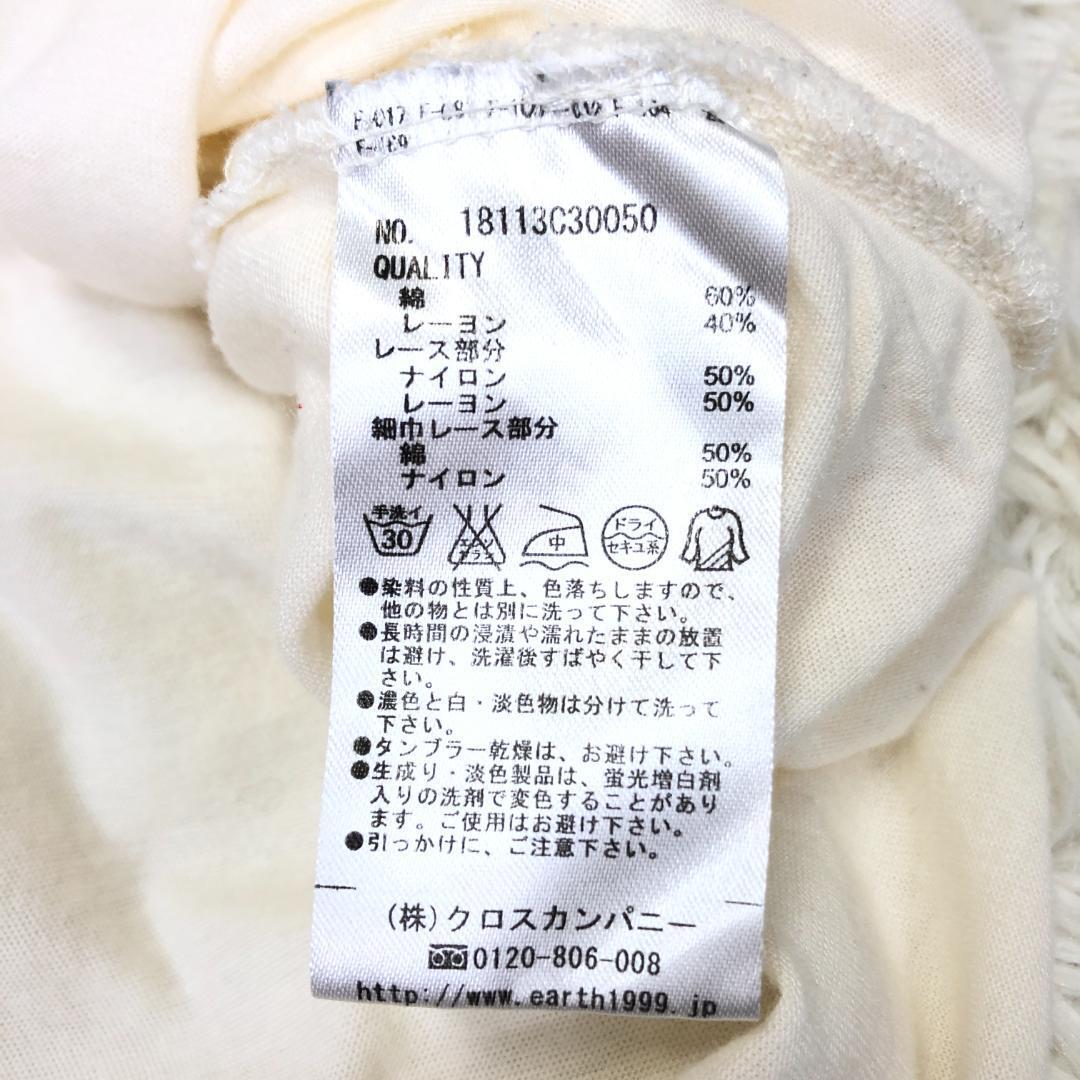 NO. 18113C30050
QUALITY
綿 60%
レーヨン 40%
レース部分
ナイロン 50%
レーヨン 50%
細巾レース部分
綿 50%
ナイロン 50%
手洗イ 30 エンソサラシ 中 ドライ セキユ系
●染料の性質上、色落ちしますので、
他の物とは別に洗って下さい。
●長時間の浸漬や濡れたままの放置
は避け、洗濯後すばやく干して下
さい。
●濃色と白・淡色物は分けて洗って
下さい。
●タンブラー乾燥は、お避け下さい。
●生成り・淡色製品は、蛍光増白剤
入りの洗剤で変色することがあり
ます。ご使用はお避け下さい。
●引っかけに、ご注意下さい。
(株)クロスカンパニー
0120-806-008
http://www.earth1999.jp